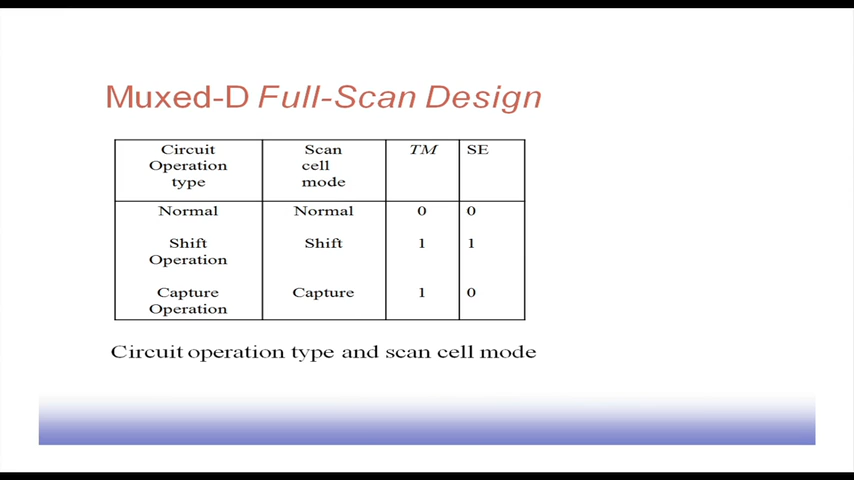 Muxed-D Full-Scan Design
Circuit Operation type Scan cell mode TM SE
Normal Normal 0 0
Shift Operation Shift 1 1
Capture Operation Capture 1 0
Circuit operation type and scan cell mode